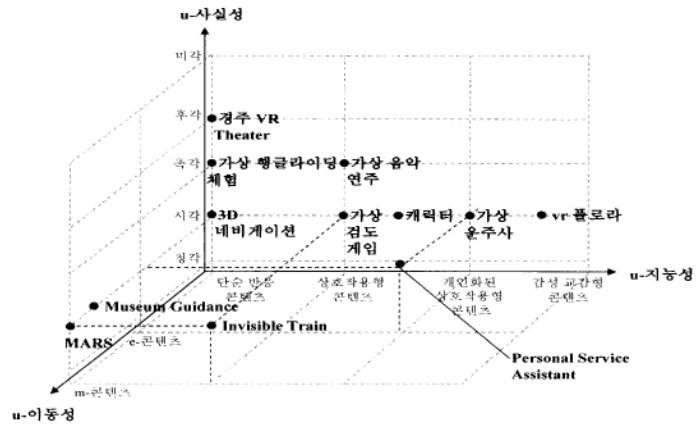 u-사실성
미각
후각
경주 VR
Theater
촉각
가상 행글라이딩
체험
가상 음악
연주
시각
3D
네비게이션
가상
검도
게임
캐릭터
가상
운주사
vr 플로라
청각
단순 반응
콘텐츠
상호작용형
콘텐츠
개인화된
상호작용형
콘텐츠
감성 교감형
콘텐츠
u-지능성
Museum Guidance
MARS
e-콘텐츠
Invisible Train
Personal Service
Assistant
m-콘텐츠
u-이동성